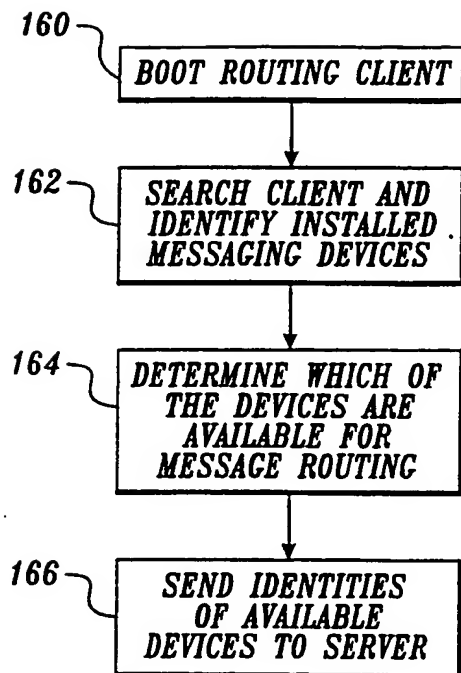 160
BOOT ROUTING CLIENT
162
SEARCH CLIENT AND
IDENTIFY INSTALLED
MESSAGING DEVICES
164
DETERMINE WHICH OF
THE DEVICES ARE
AVAILABLE FOR
MESSAGE ROUTING
166
SEND IDENTITIES
OF AVAILABLE
DEVICES TO SERVER